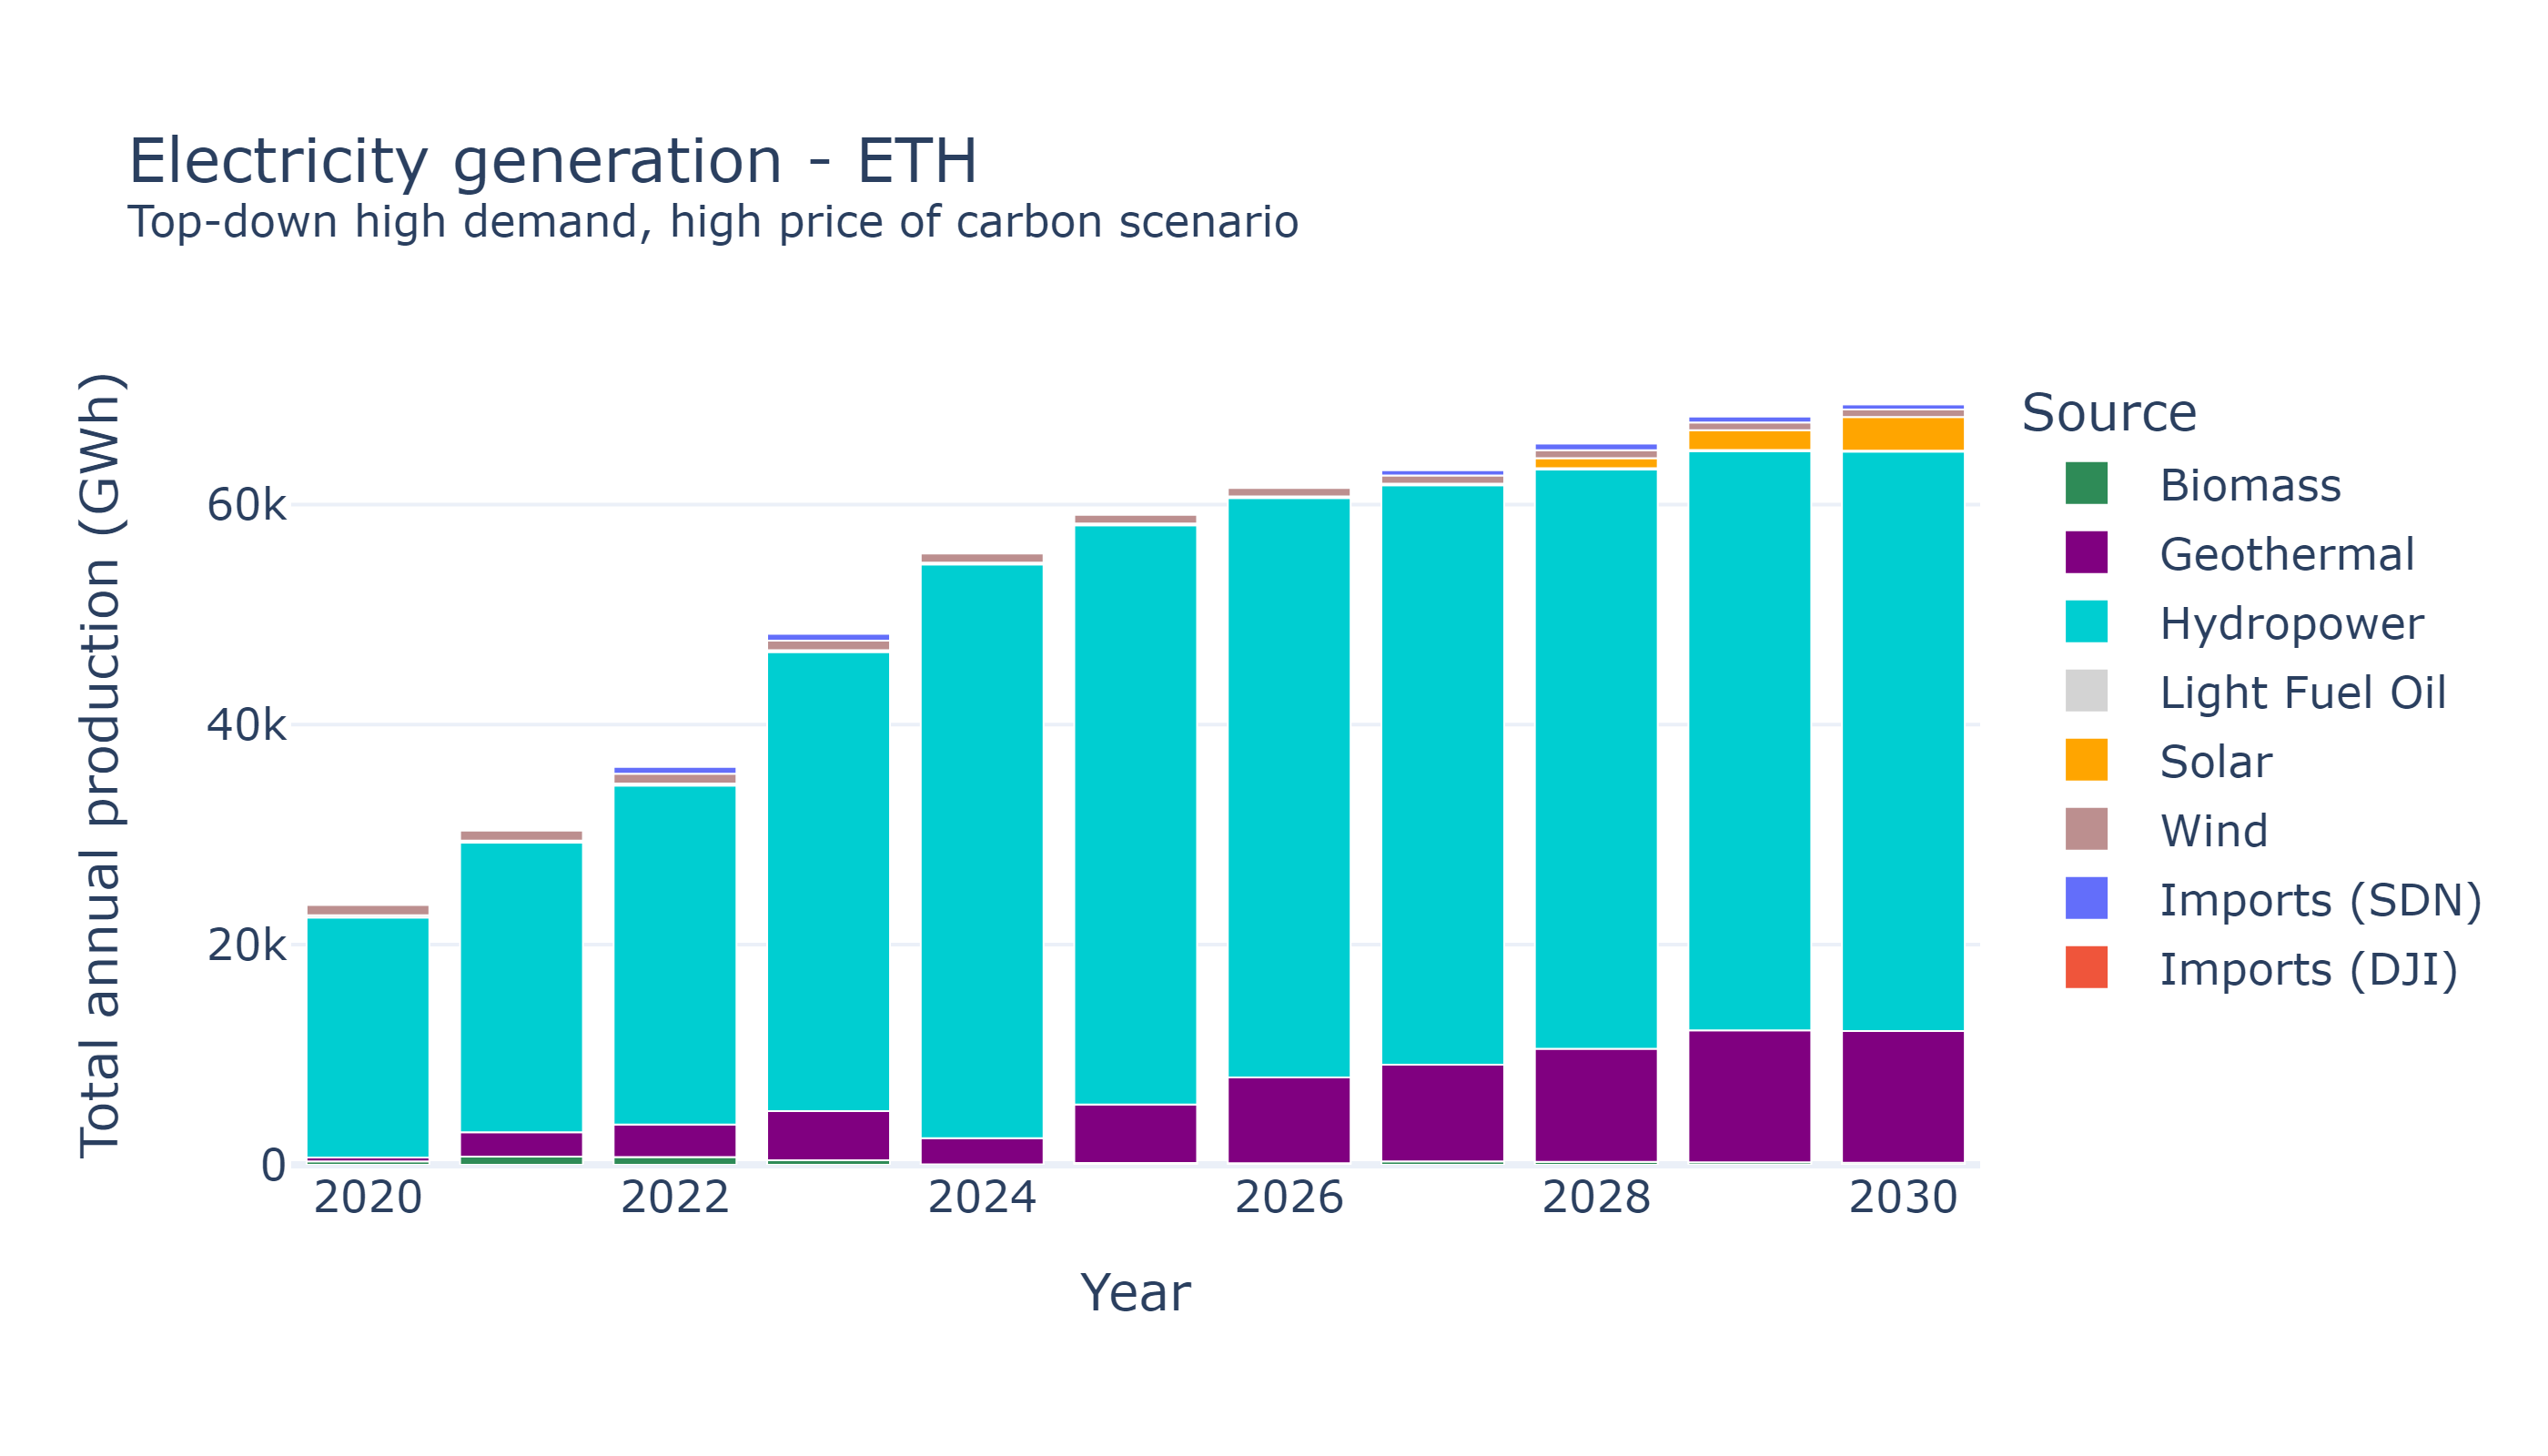 Electricity generation - ETH
Top-down high demand, high price of carbon scenario
Total annual production (GWh)
60k
40k
20k
0
2020
2022
2024
2026
2028
2030
Year
Source
Biomass
Geothermal
Hydropower
Light Fuel Oil
Solar
Wind
Imports (SDN)
Imports (DJI)